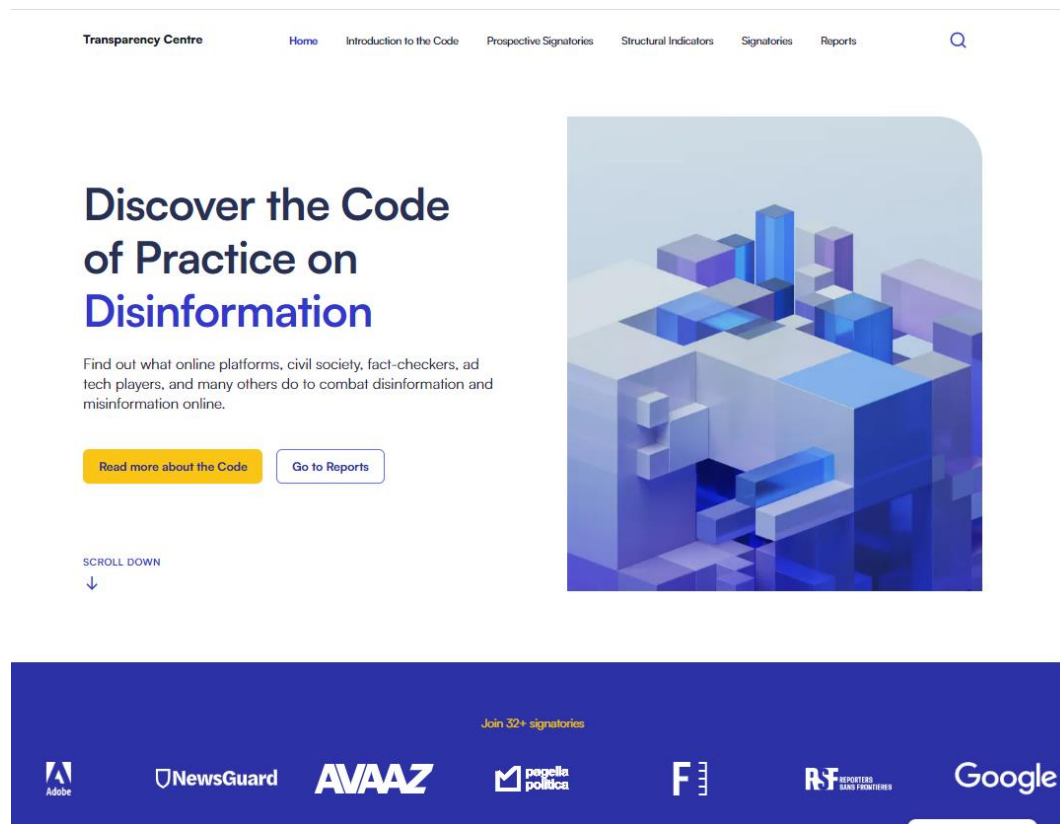 Transparency Centre
Home
Introduction to the Code
Prospective Signatories
Structural Indicators
Signatories
Reports
Discover the Code
of Practice on
Disinformation
Find out what online platforms, civil society, fact-checkers, ad
tech players, and many others do to combat disinformation and
misinformation online.
Read more about the Code
Go to Reports
SCROLL DOWN
Join 32+ signatories
Adobe
NewsGuard
AVAAZ
pagella
politica
F
RSF
REPORTERS
SANS FRONTIERES
Google